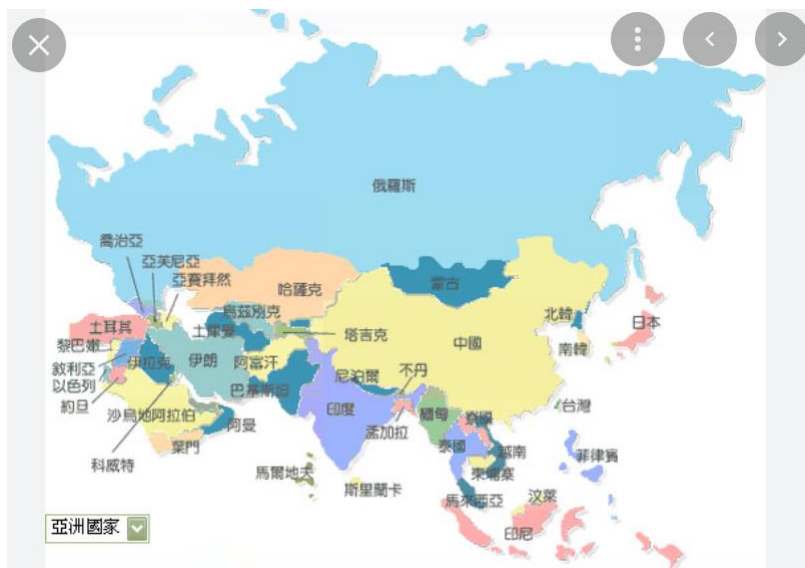 俄羅斯
喬治亞
亞美尼亞
亞賽拜然
哈薩克
蒙古
烏茲別克
土耳其
土庫曼
塔吉克
北韓
日本
中國
南韓
黎巴嫩
敘利亞
伊拉克
伊朗
阿富汗
尼泊爾
不丹
以色列
約旦
巴基斯坦
印度
孟加拉
緬甸
寮國
台灣
沙烏地阿拉伯
阿曼
葉門
泰國
越南
菲律賓
科威特
馬爾地夫
斯里蘭卡
柬埔寨
馬來西亞
汶萊
印尼
亞洲國家